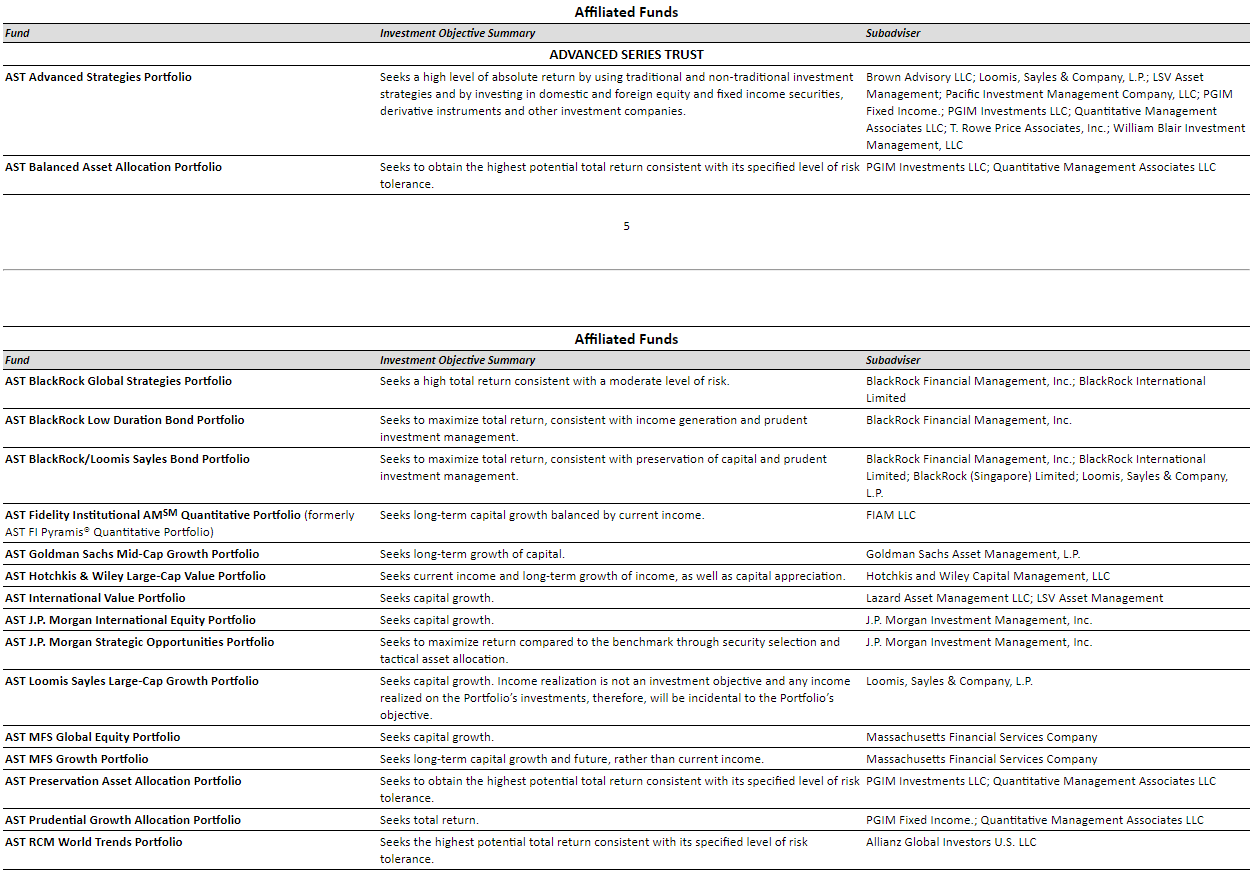 Affiliated Funds
Fund Investment Objective Summary Subadviser
ADVANCED SERIES TRUST
AST Advanced Strategies Portfolio Seeks a high level of absolute return by using traditional and non-traditional investment Brown Advisory LLC; Loomis, Sayles & Company, L.P.; LSV Asset
strategies and by investing in domestic and foreign equity and fixed income securities, Management; Pacific Investment Management Company, LLC; PGIM
derivative instruments and other investment companies. Fixed Income.; PGIM Investments LLC; Quantitative Management
Associates LLC; T. Rowe Price Associates, Inc.; William Blair Investment
Management, LLC
AST Balanced Asset Allocation Portfolio Seeks to obtain the highest potential total return consistent with its specified level of risk PGIM Investments LLC; Quantitative Management Associates LLC
tolerance.
5
Affiliated Funds
Fund Investment Objective Summary Subadviser
AST BlackRock Global Strategies Portfolio Seeks a high total return consistent with a moderate level of risk. BlackRock Financial Management, Inc.; BlackRock International
Limited
AST BlackRock Low Duration Bond Portfolio Seeks to maximize total return, consistent with income generation and prudent BlackRock Financial Management, Inc.
investment management.
AST BlackRock/Loomis Sayles Bond Portfolio Seeks to maximize total return, consistent with preservation of capital and prudent BlackRock Financial Management, Inc.; BlackRock International
investment management. Limited; BlackRock (Singapore) Limited; Loomis, Sayles & Company,
L.P.
AST Fidelity Institutional AM℠ Quantitative Portfolio (formerly Seeks long-term capital growth balanced by current income. FIAM LLC
AST FI Pyramis® Quantitative Portfolio)
AST Goldman Sachs Mid-Cap Growth Portfolio Seeks long-term growth of capital. Goldman Sachs Asset Management, L.P.
AST Hotchkis & Wiley Large-Cap Value Portfolio Seeks current income and long-term growth of income, as well as capital appreciation. Hotchkis and Wiley Capital Management, LLC
AST International Value Portfolio Seeks capital growth. Lazard Asset Management LLC; LSV Asset Management
AST J.P. Morgan International Equity Portfolio Seeks capital growth. J.P. Morgan Investment Management, Inc.
AST J.P. Morgan Strategic Opportunities Portfolio Seeks to maximize return compared to the benchmark through security selection and J.P. Morgan Investment Management, Inc.
tactical asset allocation.
AST Loomis Sayles Large-Cap Growth Portfolio Seeks capital growth. Income realization is not an investment objective and any income Loomis, Sayles & Company, L.P.
realized on the Portfolio’s investments, therefore, will be incidental to the Portfolio’s
objective.
AST MFS Global Equity Portfolio Seeks capital growth. Massachusetts Financial Services Company
AST MFS Growth Portfolio Seeks long-term capital growth and future, rather than current income. Massachusetts Financial Services Company
AST Preservation Asset Allocation Portfolio Seeks to obtain the highest potential total return consistent with its specified level of risk PGIM Investments LLC; Quantitative Management Associates LLC
tolerance.
AST Prudential Growth Allocation Portfolio Seeks total return. PGIM Fixed Income.; Quantitative Management Associates LLC
AST RCM World Trends Portfolio Seeks the highest potential total return consistent with its specified level of risk Allianz Global Investors U.S. LLC
tolerance.